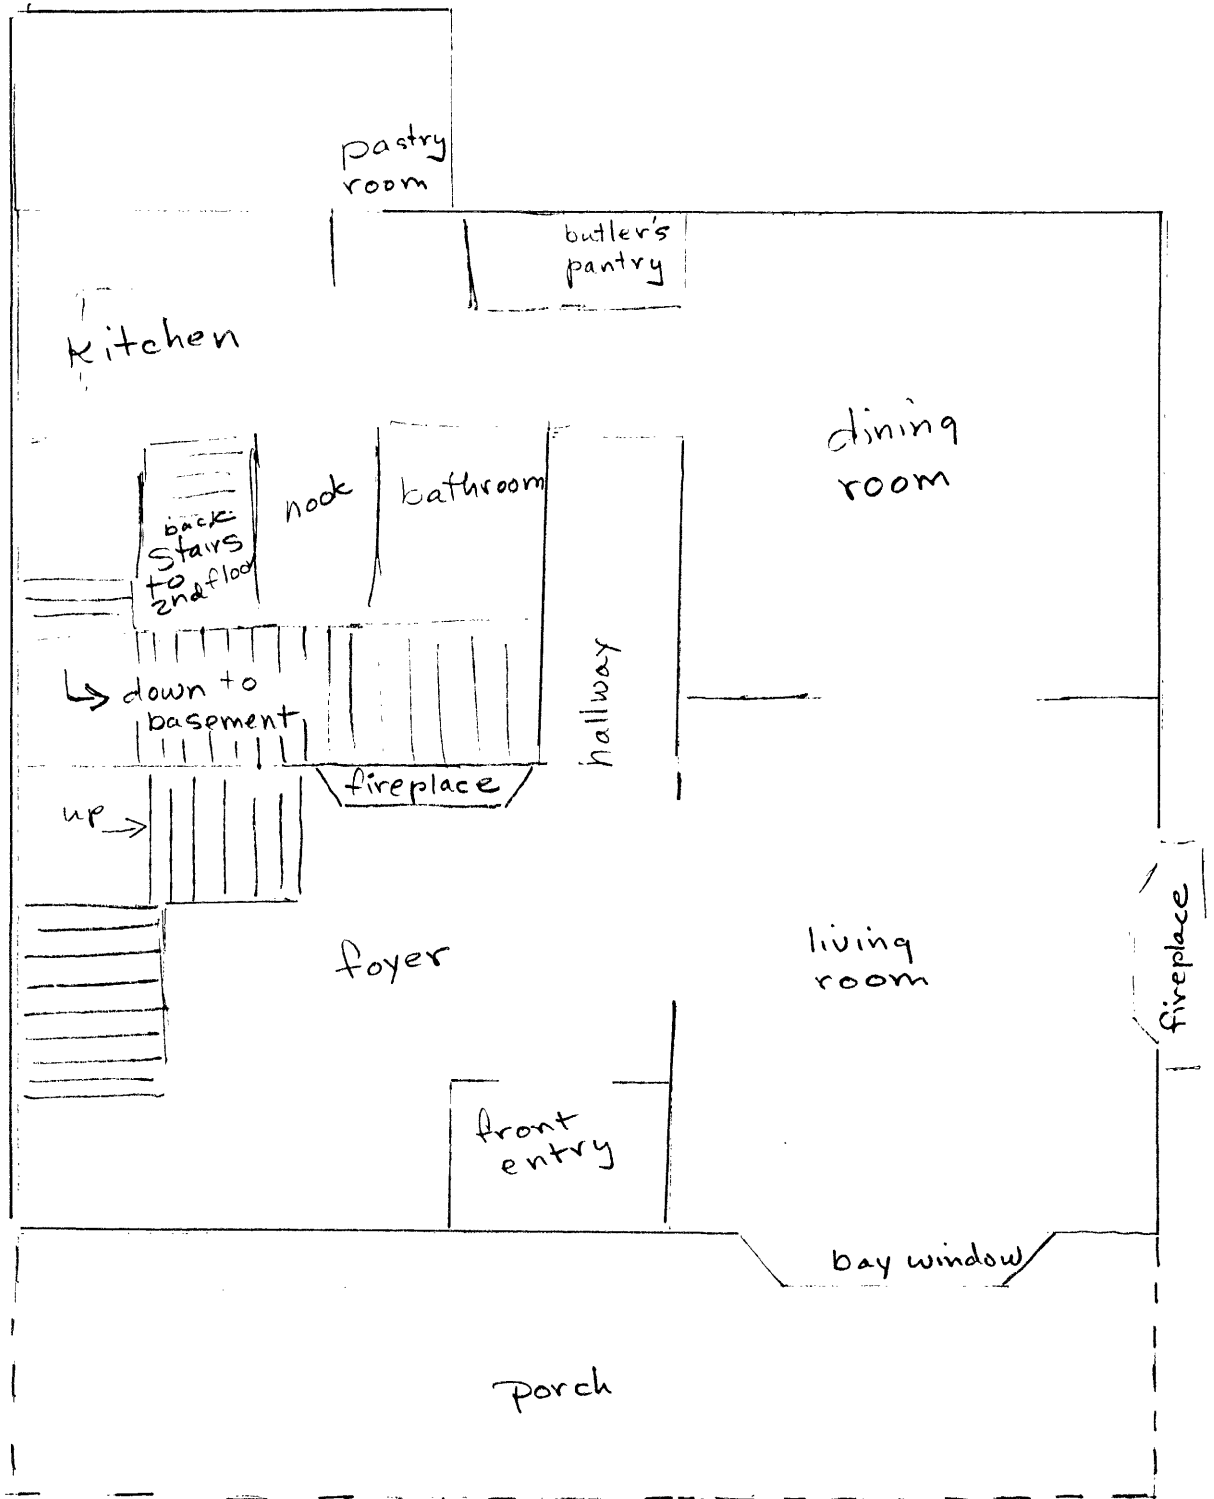 pastry
room
butler's
pantry
kitchen
dining
room
nook
bathroom
back
stairs
to
2nd floor
hallway
down to
basement
fireplace
up
foyer
living
room
fireplace
front
entry
bay window
porch